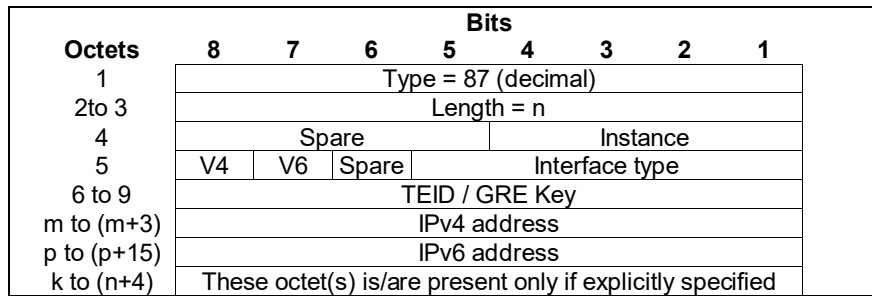 Bits
Octets 8 7 6 5 4 3 2 1
1 Type = 87 (decimal)
2to 3 Length = n
4 Spare Instance
5 V4 V6 Spare Interface type
6 to 9 TEID / GRE Key
m to (m+3) IPv4 address
p to (p+15) IPv6 address
k to (n+4) These octet(s) is/are present only if explicitly specified